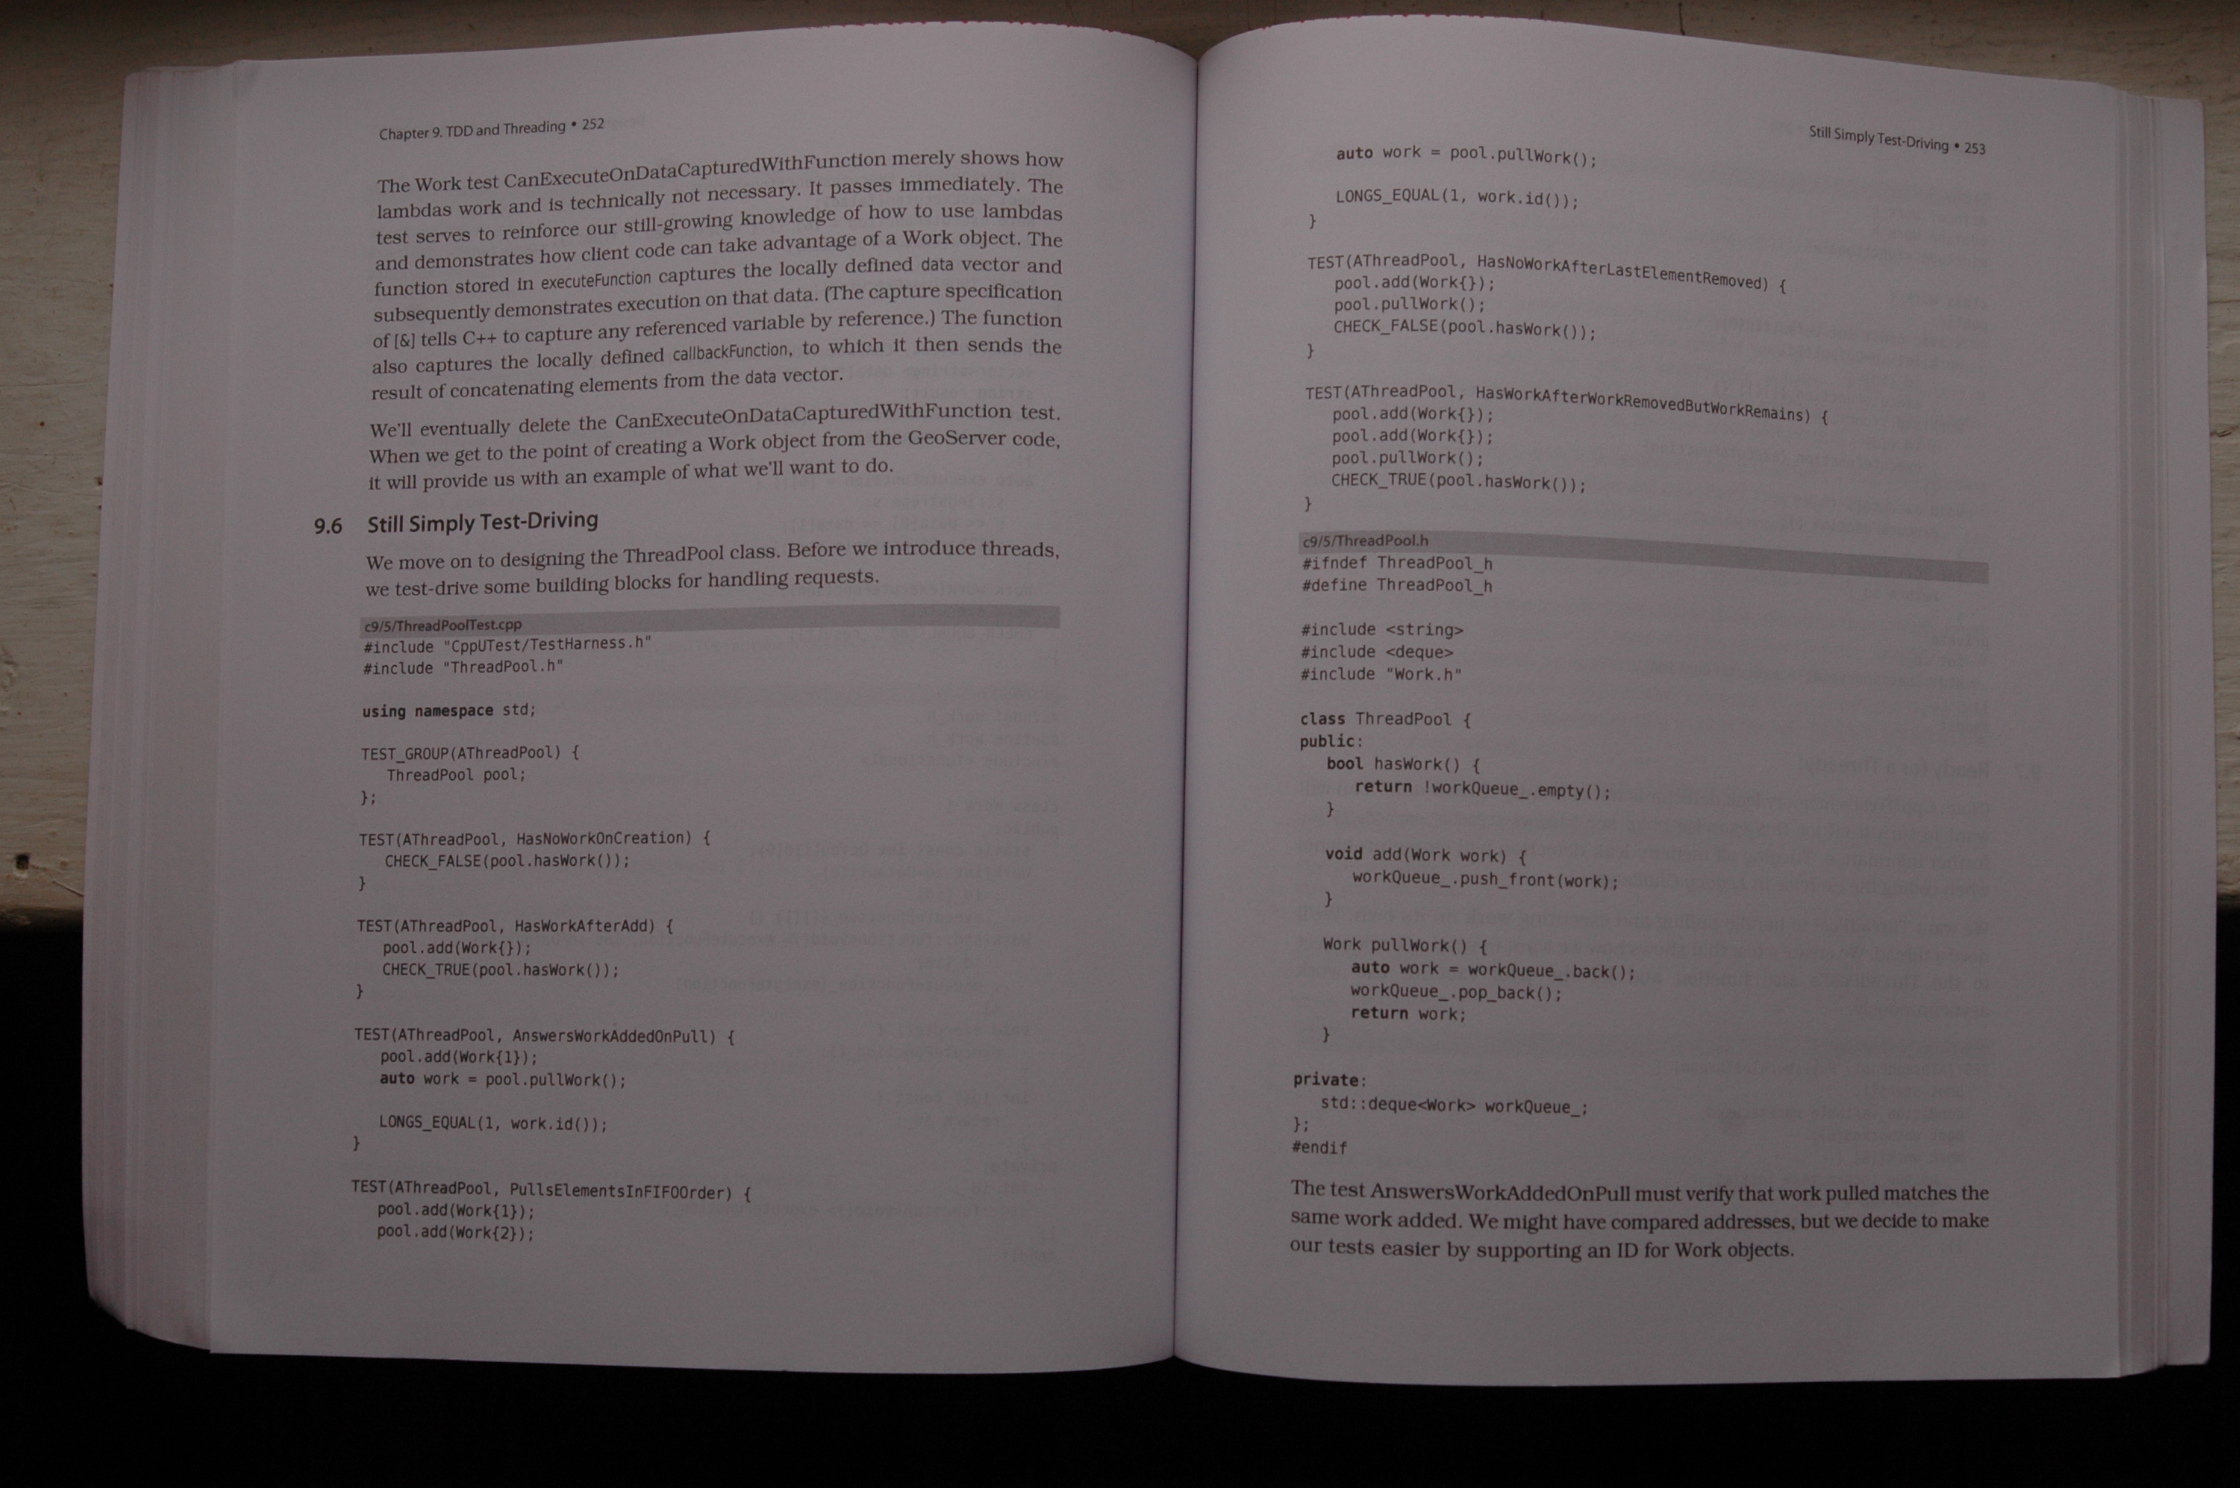 Chapter 9. TDD and Threading • 252
The Work test CanExecuteOnDataCapturedWithFunction merely shows how
lambdas work and is technically not necessary. It passes immediately. The
test serves to reinforce our still-growing knowledge of how to use lambdas
and demonstrates how client code can take advantage of a Work object. The
function stored in executeFunction captures the locally defined data vector and
subsequently demonstrates execution on that data. (The capture specification
of [&] tells C++ to capture any referenced variable by reference.) The function
also captures the locally defined callbackFunction, to which it then sends the
result of concatenating elements from the data vector.
We'll eventually delete the CanExecuteOnDataCapturedWithFunction test.
When we get to the point of creating a Work object from the GeoServer code,
it will provide us with an example of what we'll want to do.
9.6 Still Simply Test-Driving
We move on to designing the ThreadPool class. Before we introduce threads,
we test-drive some building blocks for handling requests.
c9/5/ThreadPoolTest.cpp
#include "CppUTest/TestHarness.h"
#include "ThreadPool.h"
using namespace std;
TEST_GROUP(AThreadPool) {
ThreadPool pool;
};
TEST(AThreadPool, HasNoWorkOnCreation) {
CHECK_FALSE(pool.hasWork());
}
TEST(AThreadPool, HasWorkAfterAdd) {
pool.add(Work{});
CHECK_TRUE(pool.hasWork());
}
TEST(AThreadPool, AnswersWorkAddedOnPull) {
pool.add(Work{1});
auto work = pool.pullWork();
LONGS_EQUAL(1, work.id());
}
TEST(AThreadPool, PullsElementsInFIFOOrder) {
pool.add(Work{1});
pool.add(Work{2});
Still Simply Test-Driving • 253
auto work = pool.pullWork();
LONGS_EQUAL(1, work.id());
}
TEST(AThreadPool, HasNoWorkAfterLastElementRemoved) {
pool.add(Work{});
pool.pullWork();
CHECK_FALSE(pool.hasWork());
}
TEST(AThreadPool, HasWorkAfterWorkRemovedButWorkRemains) {
pool.add(Work{});
pool.add(Work{});
pool.pullWork();
CHECK_TRUE(pool.hasWork());
}
c9/5/ThreadPool.h
#ifndef ThreadPool_h
#define ThreadPool_h
#include <string>
#include <deque>
#include "Work.h"
class ThreadPool {
public:
bool hasWork() {
return !workQueue_.empty();
}
void add(Work work) {
workQueue_.push_front(work);
}
Work pullWork() {
auto work = workQueue_.back();
workQueue_.pop_back();
return work;
}
private:
std::deque<Work> workQueue_;
};
#endif
The test AnswersWorkAddedOnPull must verify that work pulled matches the
same work added. We might have compared addresses, but we decide to make
our tests easier by supporting an ID for Work objects.